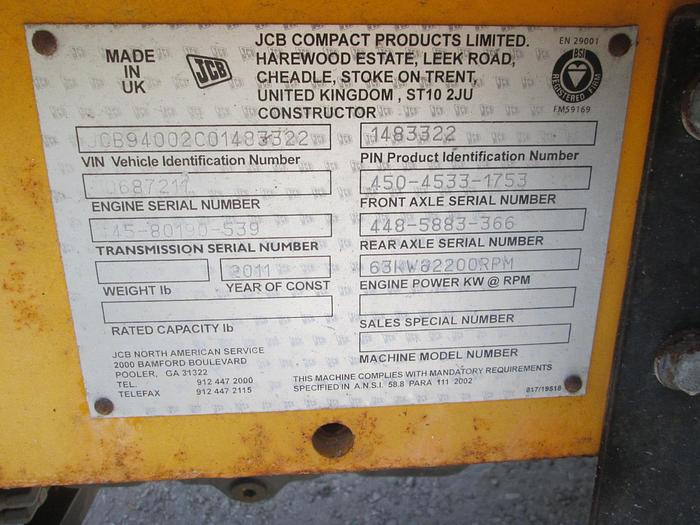 MADE
IN
UK
JCB
JCB COMPACT PRODUCTS LIMITED.
HAREWOOD ESTATE, LEEK ROAD,
CHEADLE, STOKE ON TRENT,
UNITED KINGDOM , ST10 2JU
CONSTRUCTOR
EN 29001
BSI
REGISTERED FIRM
FM59169
JCB94002C01483322
VIN Vehicle Identification Number
1483322
PIN Product Identification Number
ENGINE SERIAL NUMBER
450-4533-1753
FRONT AXLE SERIAL NUMBER
TRANSMISSION SERIAL NUMBER
448-5883-366
REAR AXLE SERIAL NUMBER
WEIGHT lb
2011
YEAR OF CONST
63KW@2200RPM
ENGINE POWER KW @ RPM
RATED CAPACITY lb
SALES SPECIAL NUMBER
MACHINE MODEL NUMBER
JCB NORTH AMERICAN SERVICE
2000 BAMFORD BOULEVARD
POOLER, GA 31322
TEL. 912 447 2000
TELEFAX 912 447 2115
THIS MACHINE COMPLIES WITH MANDATORY REQUIREMENTS
SPECIFIED IN A.N.S.I. 58.8 PARA 111 2002
817/19518